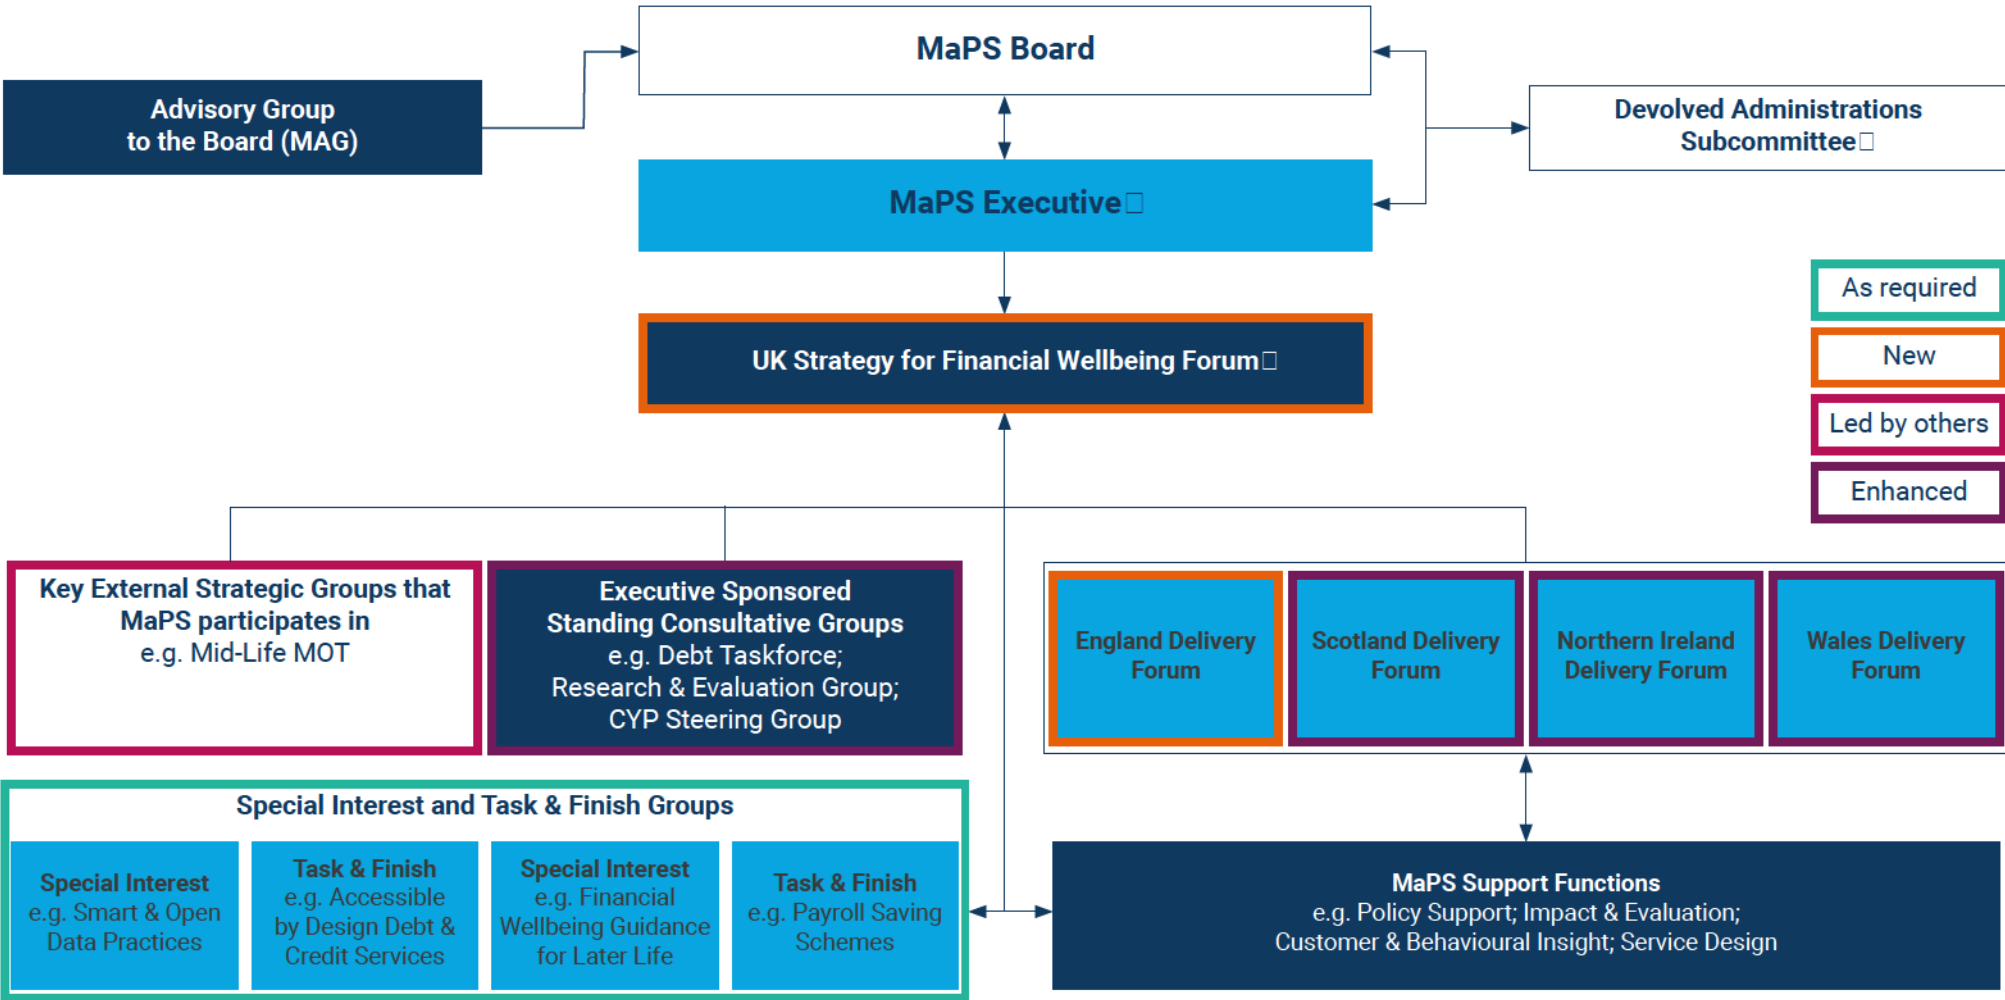 MaPS Board
Advisory Group
to the Board (MAG)
Devolved Administrations
Subcommittee
MaPS Executive
UK Strategy for Financial Wellbeing Forum
As required
New
Led by others
Enhanced
Key External Strategic Groups that
MaPS participates in
e.g. Mid-Life MOT
Executive Sponsored
Standing Consultative Groups
e.g. Debt Taskforce;
Research & Evaluation Group;
CYP Steering Group
England Delivery
Forum
Scotland Delivery
Forum
Northern Ireland
Delivery Forum
Wales Delivery
Forum
Special Interest and Task & Finish Groups
Special Interest
e.g. Smart & Open
Data Practices
Task & Finish
e.g. Accessible
by Design Debt &
Credit Services
Special Interest
e.g. Financial
Wellbeing Guidance
for Later Life
Task & Finish
e.g. Payroll Saving
Schemes
MaPS Support Functions
e.g. Policy Support; Impact & Evaluation;
Customer & Behavioural Insight; Service Design